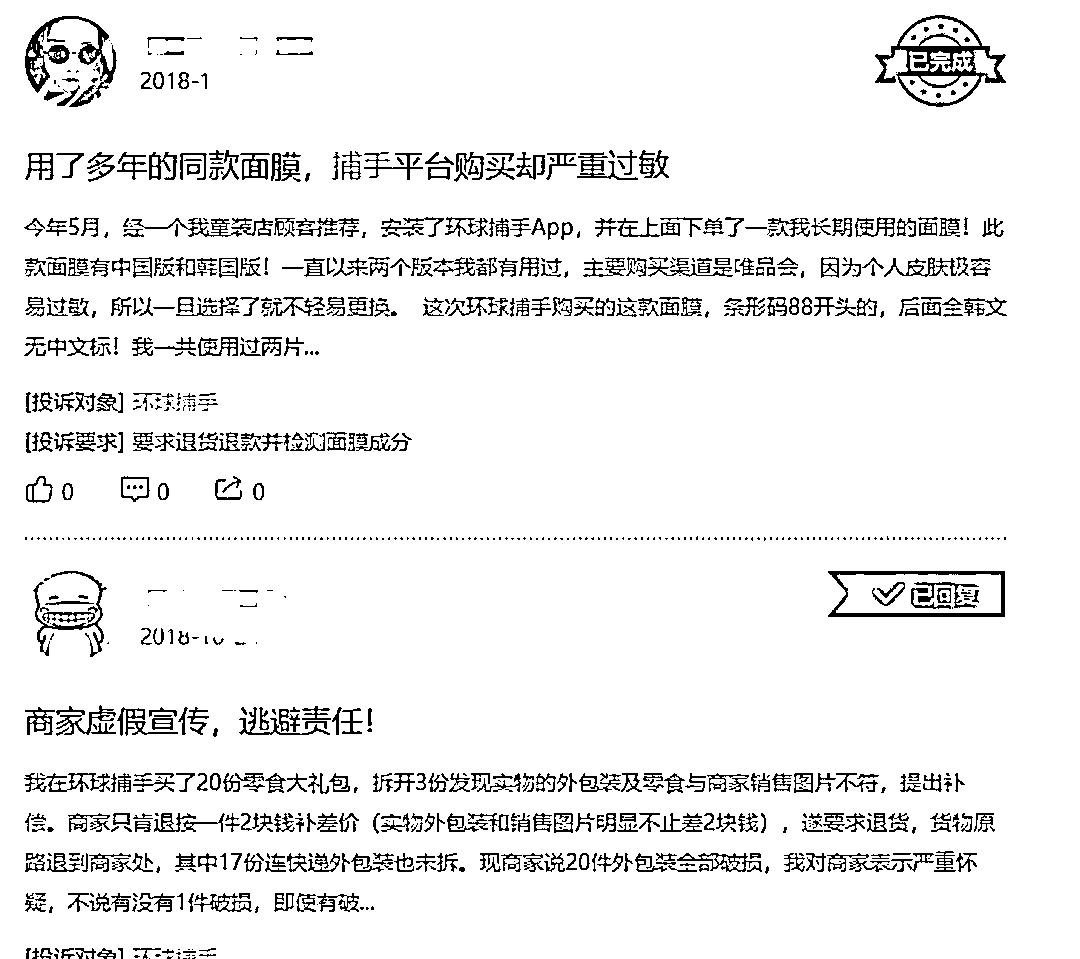 已完成
2018-1
用了多年的同款面膜，捕手平台购买却严重过敏
今年5月，经一个我童装店顾客推荐，安装了环球捕手App，并在上面下单了一款我长期使用的面膜！此
款面膜有中国版和韩国版！一直以来两个版本我都有用过，主要购买渠道是唯品会，因为个人皮肤极容
易过敏，所以一旦选择了就不轻易更换。 这次环球捕手购买的这款面膜，条形码88开头的，后面全韩文
无中文标！我一共使用过两片...
[投诉对象] 环球捕手
[投诉要求] 要求退货退款并检测面膜成分
0 0 0
已回复
2018-10
商家虚假宣传，逃避责任！
我在环球捕手买了20份零食大礼包，拆开3份发现实物的外包装及零食与商家销售图片不符，提出补
偿。商家只肯退按一件2块钱补差价（实物外包装和销售图片明显不止差2块钱），遂要求退货，货物原
路退到商家处，其中17份连快递外包装也未拆。现商家说20件外包装全部破损，我对商家表示严重怀
疑，不说有没有1件破损，即使有破...
[投诉对象] 环球捕手